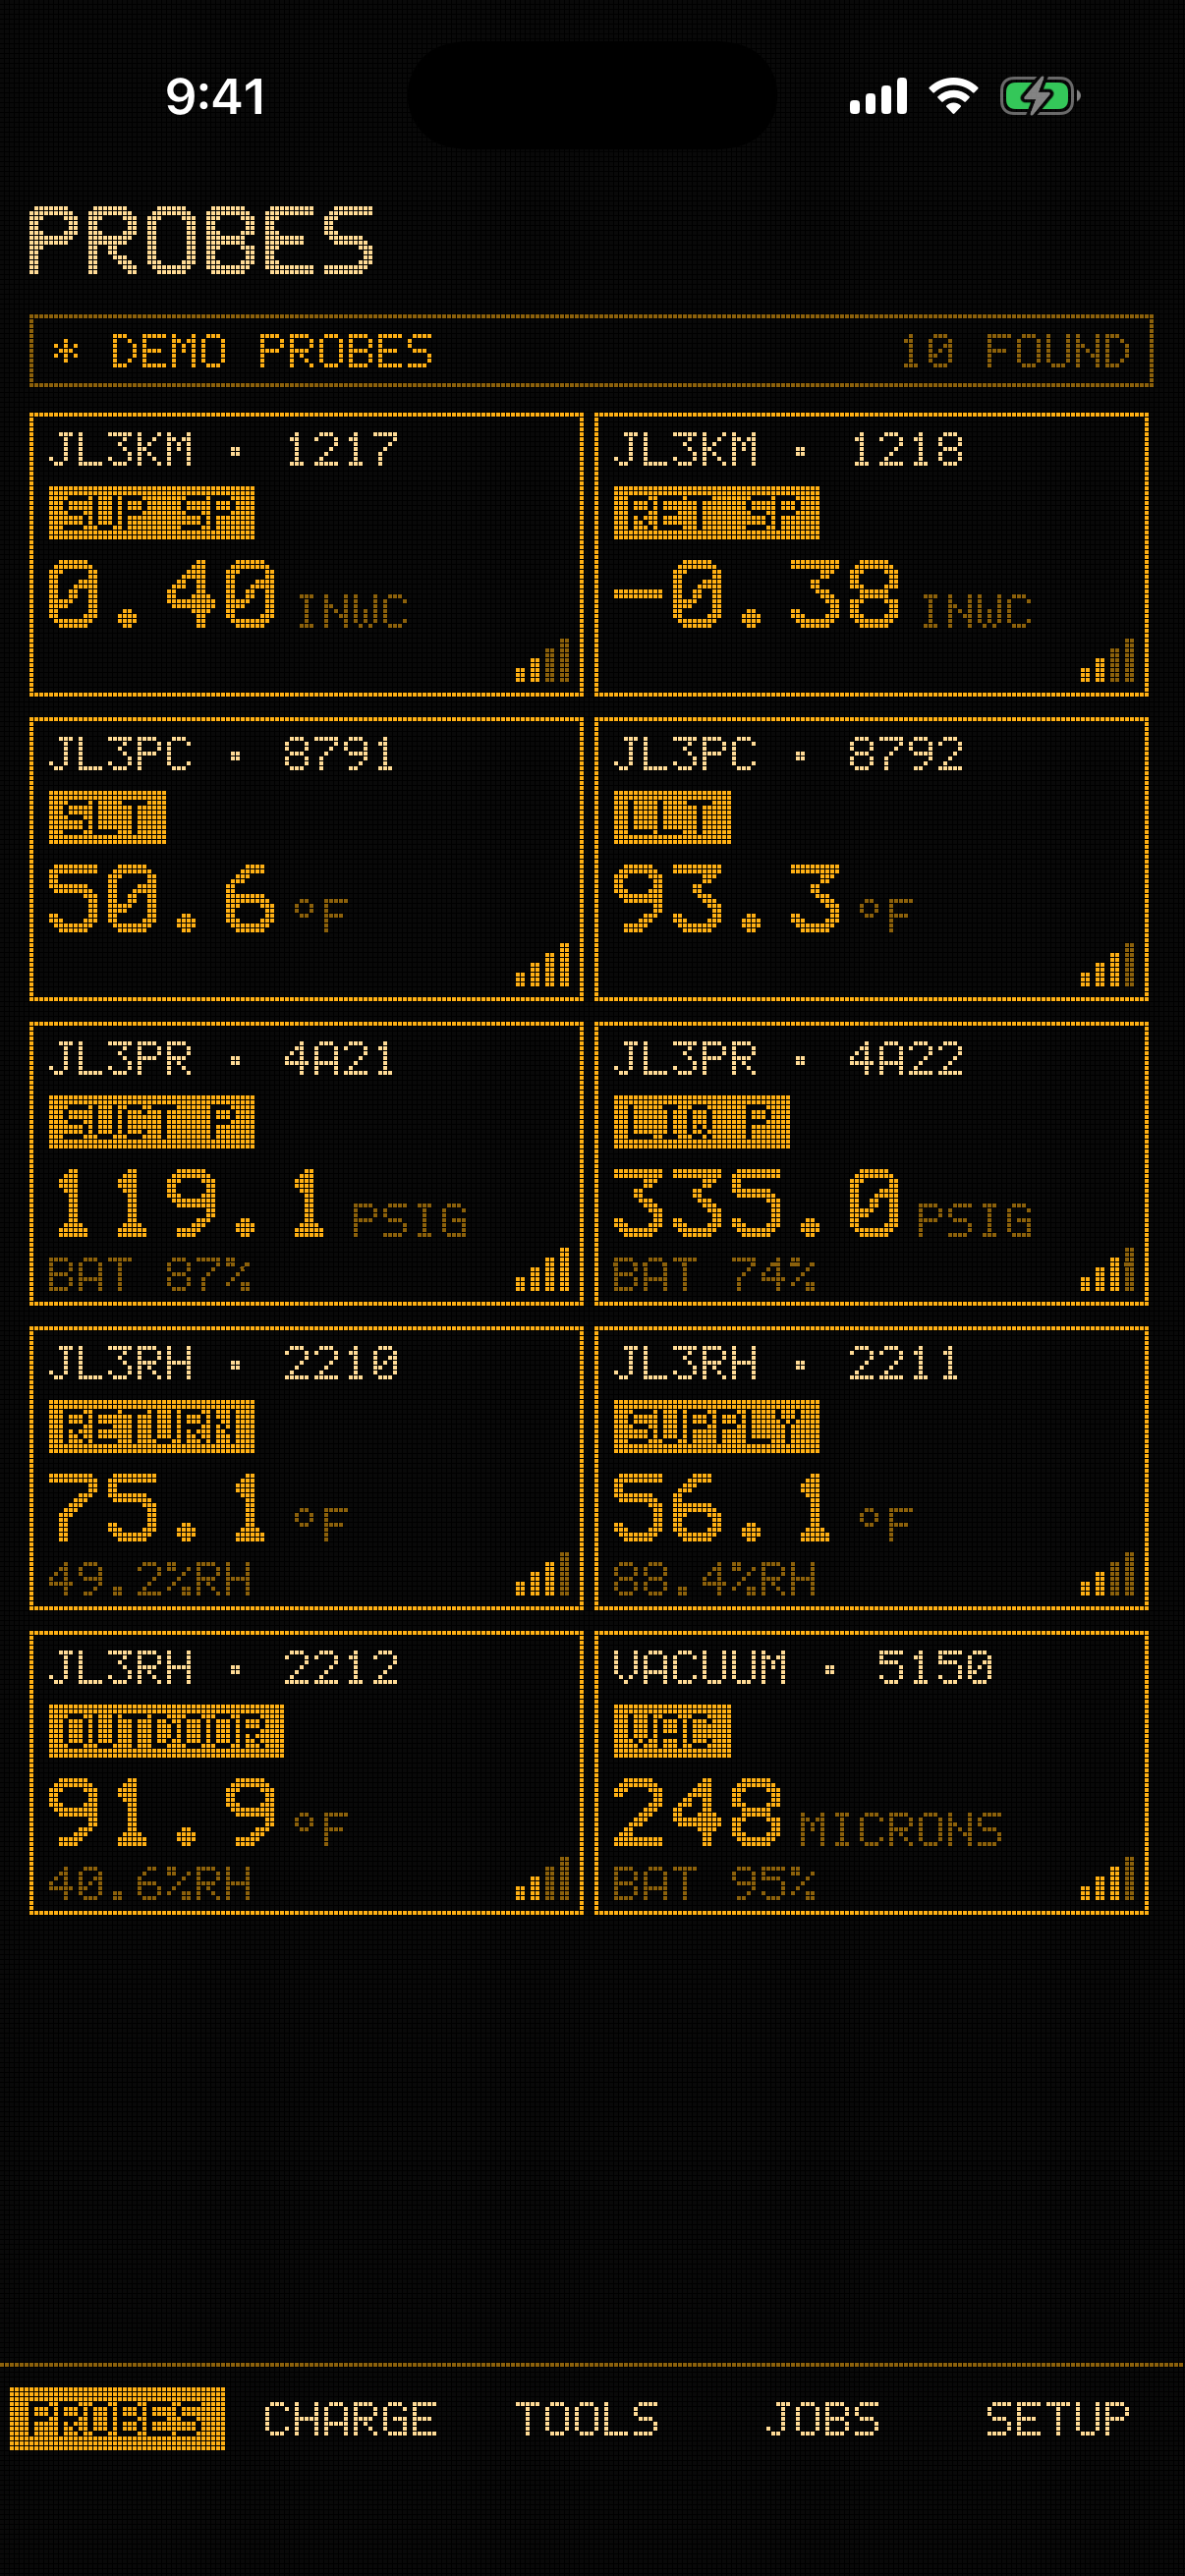 9:41
PROBES
* DEMO PROBES 10 FOUND
JL3KM · 1217
SUP SP
0.40 INWC
JL3KM · 1218
RET SP
-0.38 INWC
JL3PC · 8791
SLT
50.6 °F
JL3PC · 8792
LLT
93.3 °F
JL3PR · 4A21
SUCT P
119.1 PSIG
BAT 87%
JL3PR · 4A22
LIQ P
335.0 PSIG
BAT 74%
JL3RH · 2210
RETURN
75.1 °F
49.2%RH
JL3RH · 2211
SUPPLY
56.1 °F
88.4%RH
JL3RH · 2212
OUTDOOR
91.9 °F
40.6%RH
VACUUM · 5150
VAC
248 MICRONS
BAT 95%
PROBES CHARGE TOOLS JOBS SETUP